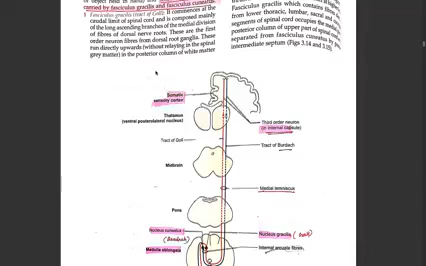 carried by fasciculus gracilis and fasciculus cuneatus.
Fasciculus gracilis (tract of Goll): It commences at the
caudal limit of spinal cord and is composed mainly
of the long ascending branches of the medial division
of fibres of dorsal nerve roots. These are the first
order neuron fibres from dorsal root ganglia. These
run directly upwards (without relaying in the spinal
grey matter) in the posterior column of white matter
fasciculus gracilis which contains fibres
from lower thoracic, lumbar, sacral and
segments of spinal cord occupies the medial
posterior column of upper part of spinal cord
separated from fasciculus cuneatus by
intermediate septum (Figs 3.14 and 3.15).
Somatic
sensory cortex
Thalamus
(ventral posterolateral nucleus)
Third order neuron
on internal capsule)
Tract of Goll
Tract of Burdach
Midbrain
Medial lemniscus
Pons
Nucleus cuneatus
(Burdach)
Nucleus gracilis (Goll)
Medulla oblongata
Internal arcuate fibres